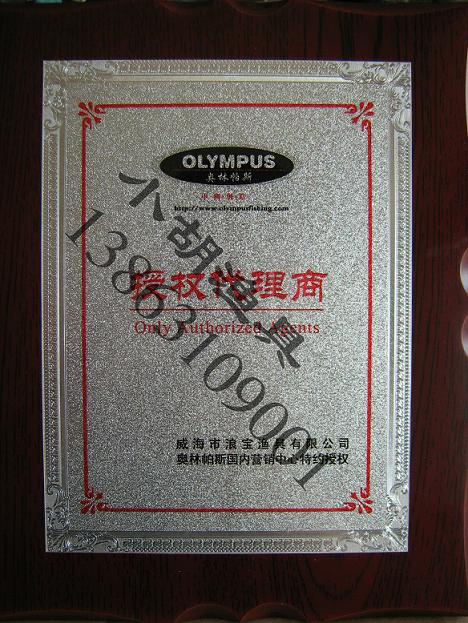 OLYMPUS
奥林帕斯
http://www.olympusfishing.com
授权代理商
Only Authorized Agents
威海市浪宝渔具有限公司
奥林帕斯国内营销中心特约授权
小胡渔具
13863109001